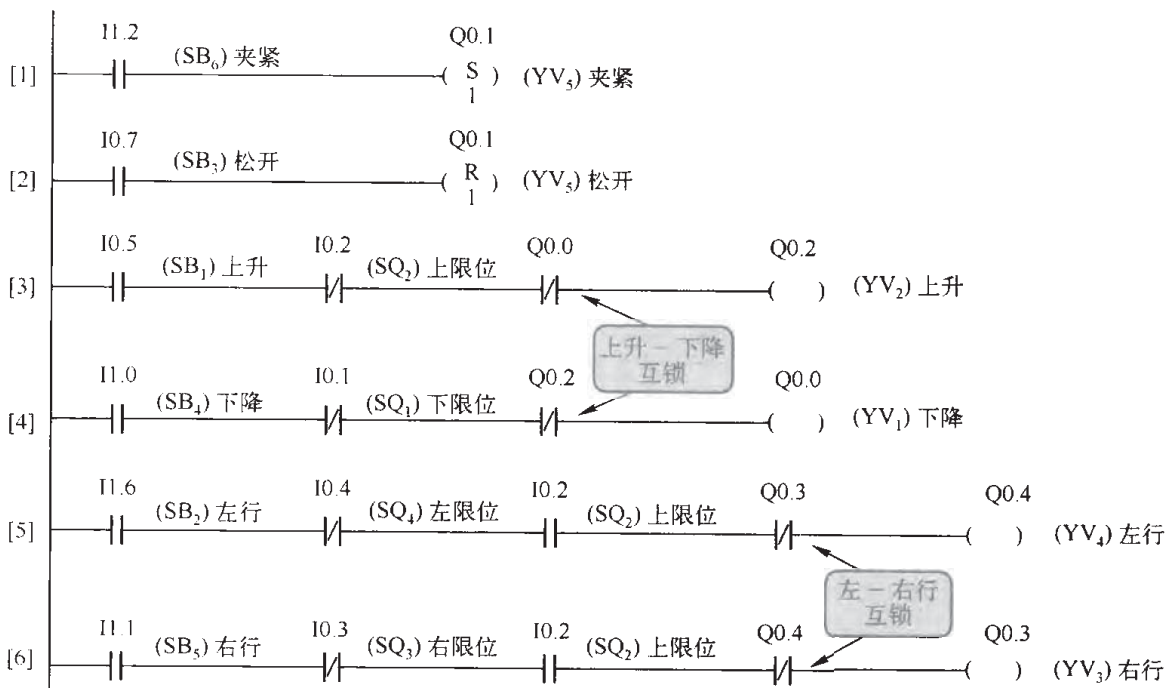 I1.2 Q0.1
[1] (SB₆) 夹紧 ( S ) (YV₅) 夹紧
1
I0.7 Q0.1
[2] (SB₃) 松开 ( R ) (YV₅) 松开
1
I0.5 I0.2 Q0.0 Q0.2
[3] (SB₁) 上升 (SQ₂) 上限位 ( ) (YV₂) 上升
上升 － 下降
互锁
I1.0 I0.1 Q0.2 Q0.0
[4] (SB₄) 下降 (SQ₁) 下限位 ( ) (YV₁) 下降
I1.6 I0.4 I0.2 Q0.3 Q0.4
[5] (SB₂) 左行 (SQ₄) 左限位 (SQ₂) 上限位 ( ) (YV₄) 左行
左 － 右行
互锁
I1.1 I0.3 I0.2 Q0.4 Q0.3
[6] (SB₅) 右行 (SQ₃) 右限位 (SQ₂) 上限位 ( ) (YV₃) 右行